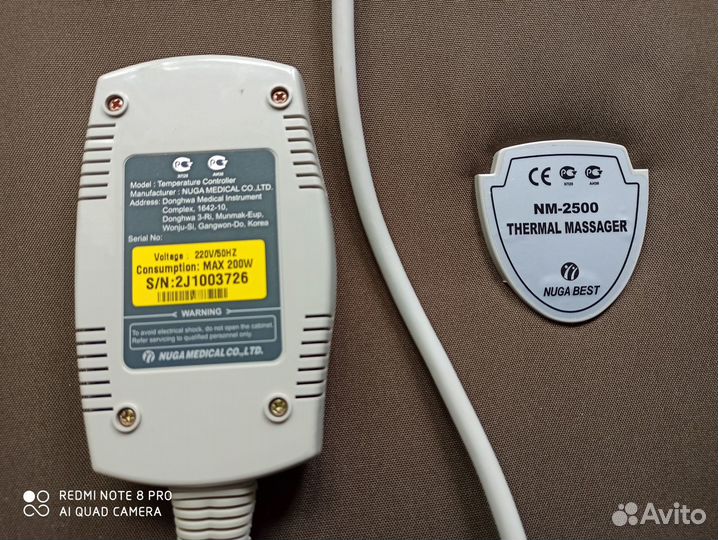 Model : Temperature Controller
Manufacturer : NUGA MEDICAL CO.,LTD.
Address: Donghwa Medical Instrument
Complex, 1642-10,
Donghwa 3-Ri, Munmak-Eup,
Wonju-Si, Gangwon-Do, Korea
Serial No:
Voltage : 220V/50HZ
Consumption: MAX 200W
S/N:2J1003726
WARNING
To avoid electrical shock, do not open the cabinet.
Refer servicing to qualified personnel only.
NUGA MEDICAL CO.,LTD.
CE
NM-2500
THERMAL MASSAGER
NUGA BEST
REDMI NOTE 8 PRO
AI QUAD CAMERA
Avito